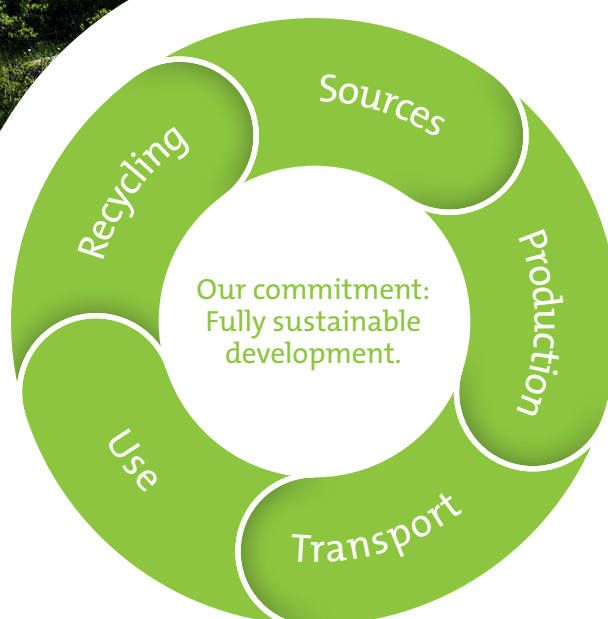 Sources
Production
Transport
Use
Recycling
Our commitment:
Fully sustainable
development.